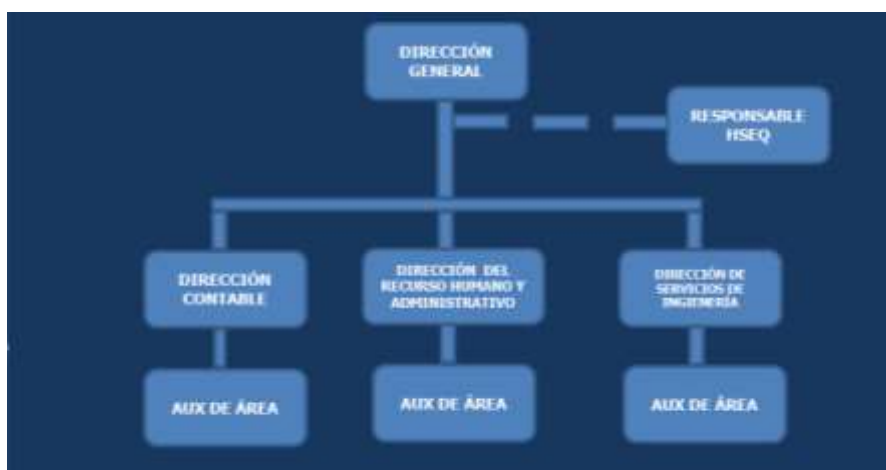 DIRECCIÓN
GENERAL
RESPONSABLE
HSEQ
DIRECCIÓN
CONTABLE
DIRECCIÓN DEL
RECURSO HUMANO Y
ADMINISTRATIVO
DIRECCIÓN DE
SERVICIOS DE
INGIENERÍA
AUX DE ÁREA
AUX DE ÁREA
AUX DE ÁREA